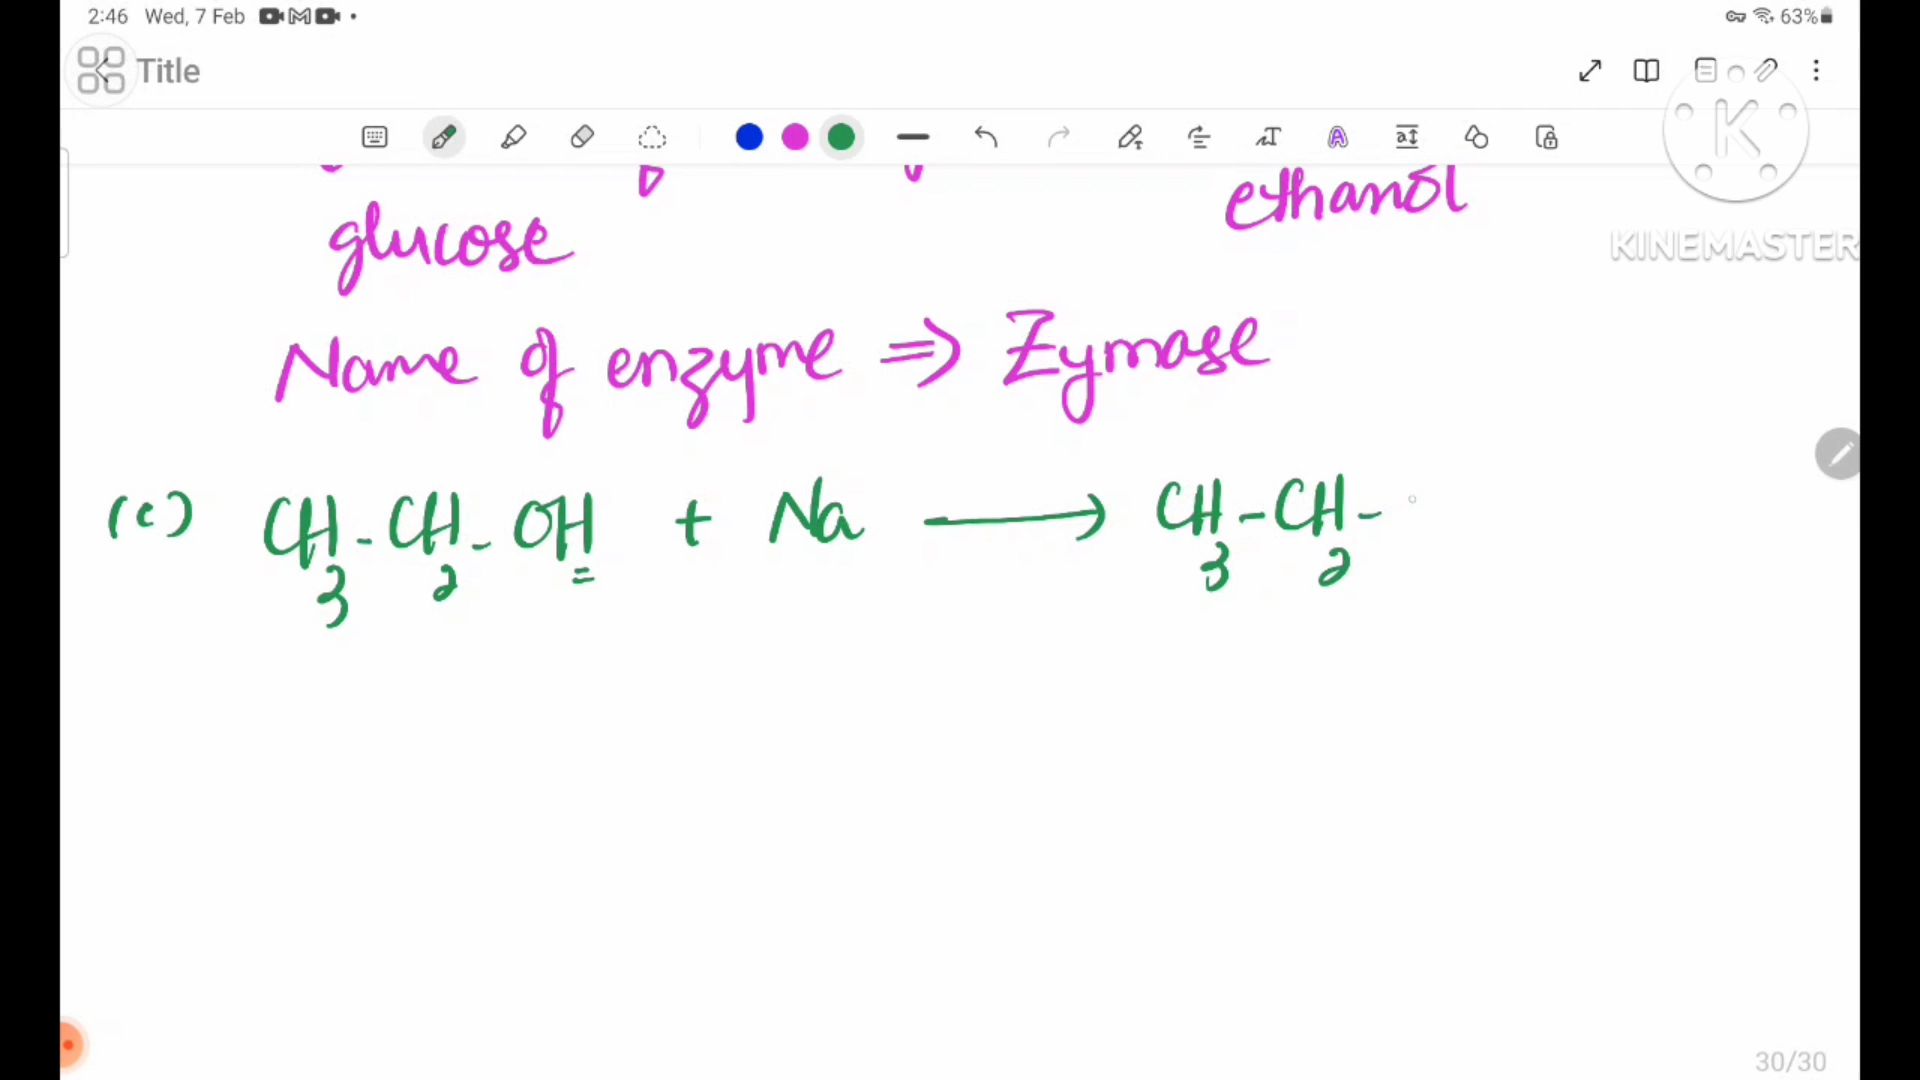 2:46 Wed, 7 Feb 63%
Title
K
KINEMASTER
ethanol
glucose
Name of enzyme => Zymase
(c) CH3-CH2-OH + Na → CH3-CH2-
30/30